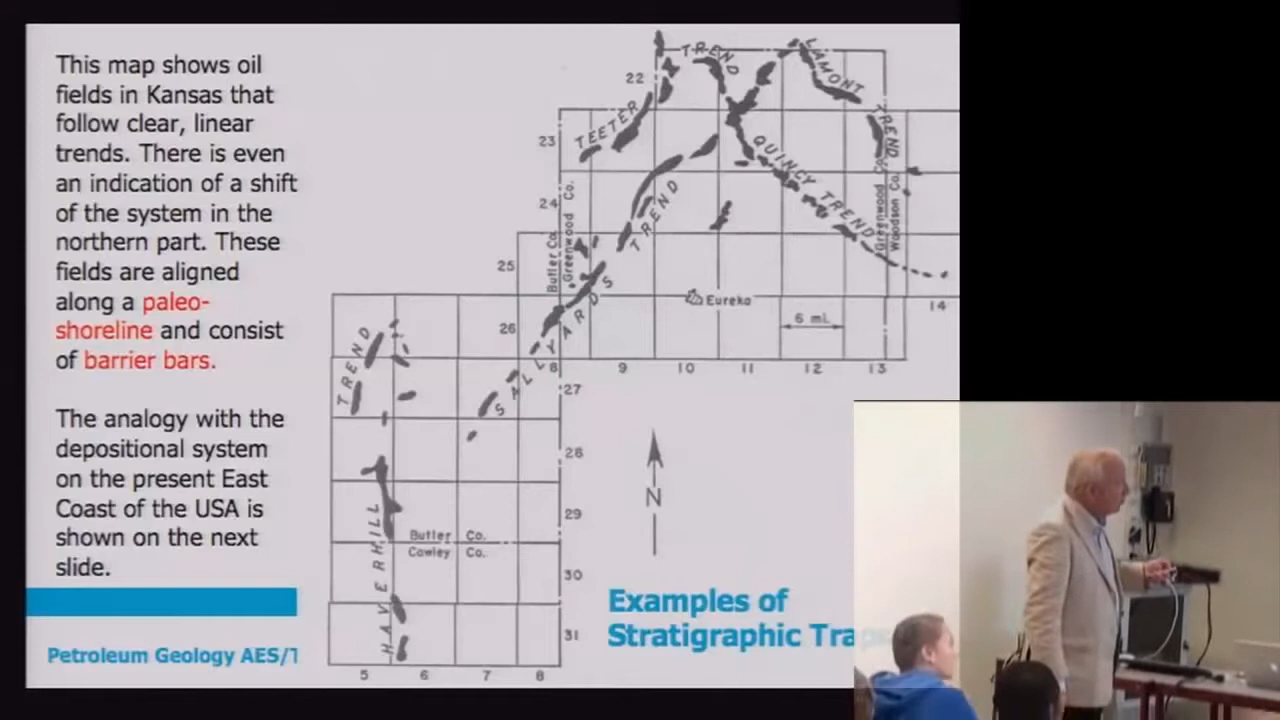 This map shows oil
fields in Kansas that
follow clear, linear
trends. There is even
an indication of a shift
of the system in the
northern part. These
fields are aligned
along a paleo-
shoreline and consist
of barrier bars.
The analogy with the
depositional system
on the present East
Coast of the USA is
shown on the next
slide.
Petroleum Geology AES/T
TEETER TREND
LAMONT TREND
QUINCY TREND
SALLYARDS TREND
HAVERHILL TREND
22
23
24
25
26
27
28
29
30
31
Butler Co.
Greenwood Co.
Greenwood Co.
Woodson Co.
Eureka
6 mi.
14
8 9 10 11 12 13
N
Butler Co.
Cowley Co.
5 6 7 8
Examples of
Stratigraphic Trap